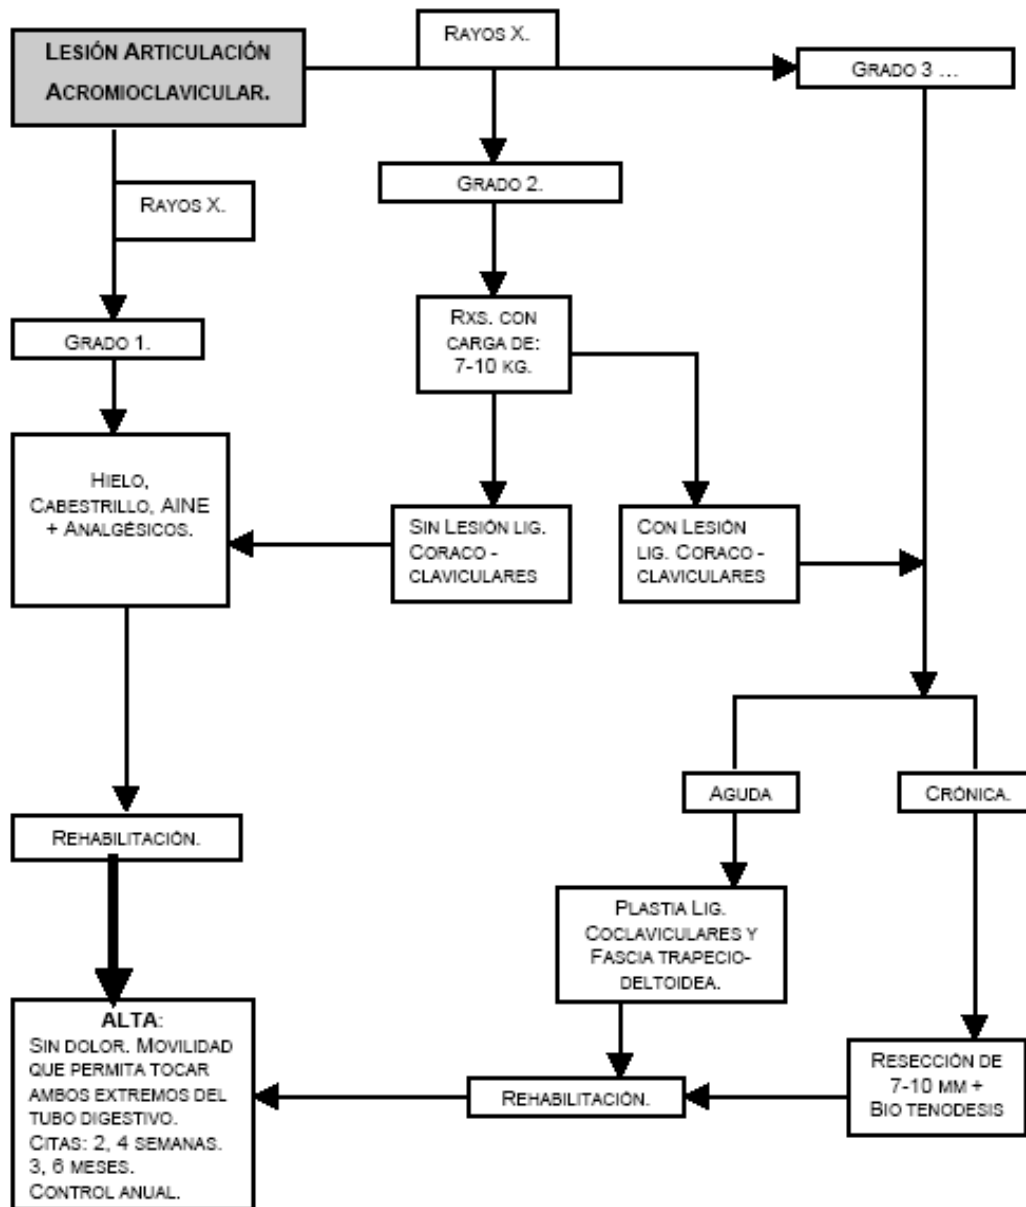 LESIÓN ARTICULACIÓN
ACROMIOCLAVICULAR.
RAYOS X.
GRADO 3 ...
RAYOS X.
GRADO 2.
GRADO 1.
RXS. CON
CARGA DE:
7-10 KG.
HIELO,
CABESTRILLO, AINE
+ ANALGÉSICOS.
SIN LESIÓN LIG.
CORACO -
CLAVICULARES
CON LESIÓN
LIG. CORACO -
CLAVICULARES
AGUDA
CRÓNICA.
REHABILITACIÓN.
PLASTIA LIG.
COCLAVICULARES Y
FASCIA TRAPECIO-
DELTOIDEA.
ALTA:
SIN DOLOR. MOVILIDAD
QUE PERMITA TOCAR
AMBOS EXTREMOS DEL
TUBO DIGESTIVO.
CITAS: 2, 4 SEMANAS.
3, 6 MESES.
CONTROL ANUAL.
REHABILITACIÓN.
RESECCIÓN DE
7-10 MM +
BIO TENODESIS